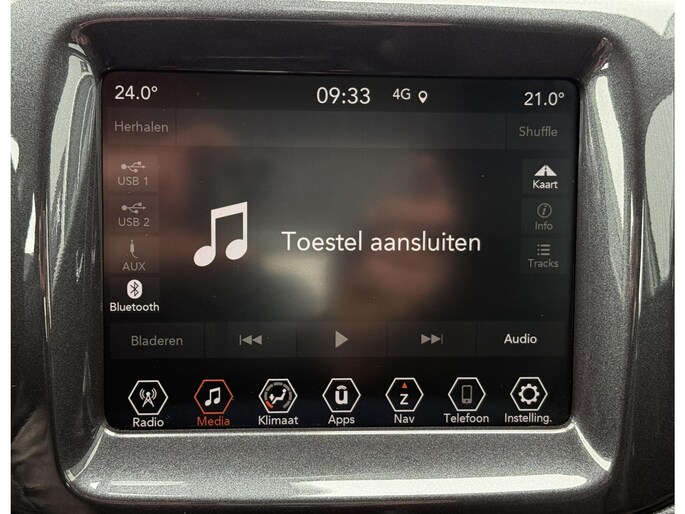 24.0° 09:33 4G 21.0°
Herhalen Shuffle
USB 1
Kaart
USB 2
Info
AUX
Tracks
Toestel aansluiten
Bluetooth
Bladeren Audio
Radio Media Klimaat Apps Nav Telefoon Instelling.